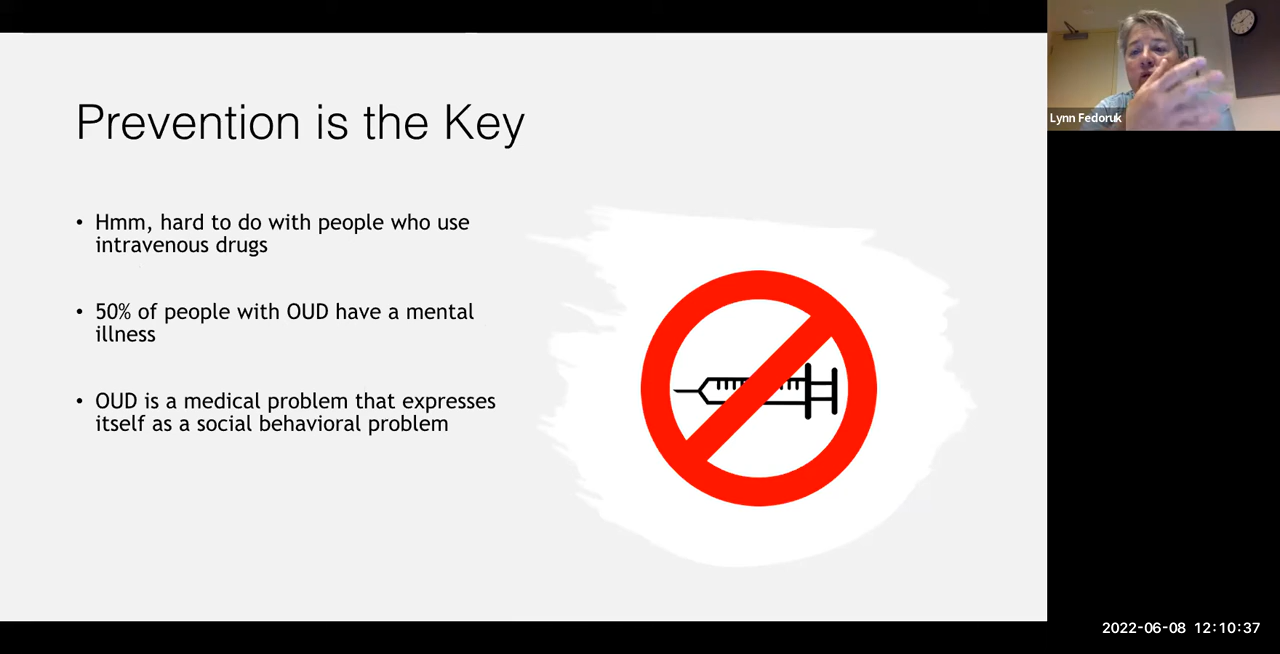 Prevention is the Key
• Hmm, hard to do with people who use
intravenous drugs
• 50% of people with OUD have a mental
illness
• OUD is a medical problem that expresses
itself as a social behavioral problem
Lynn Fedoruk
2022-06-08 12:10:37